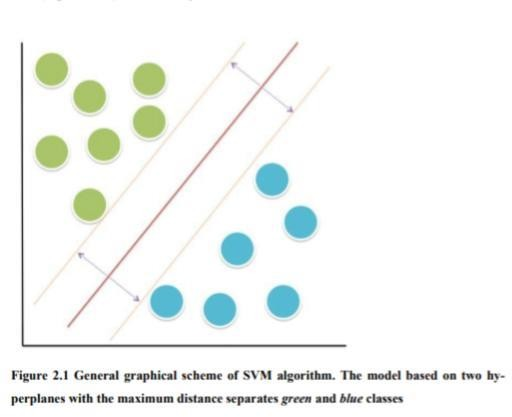 Figure 2.1 General graphical scheme of SVM algorithm. The model based on two hy-
perplanes with the maximum distance separates green and blue classes